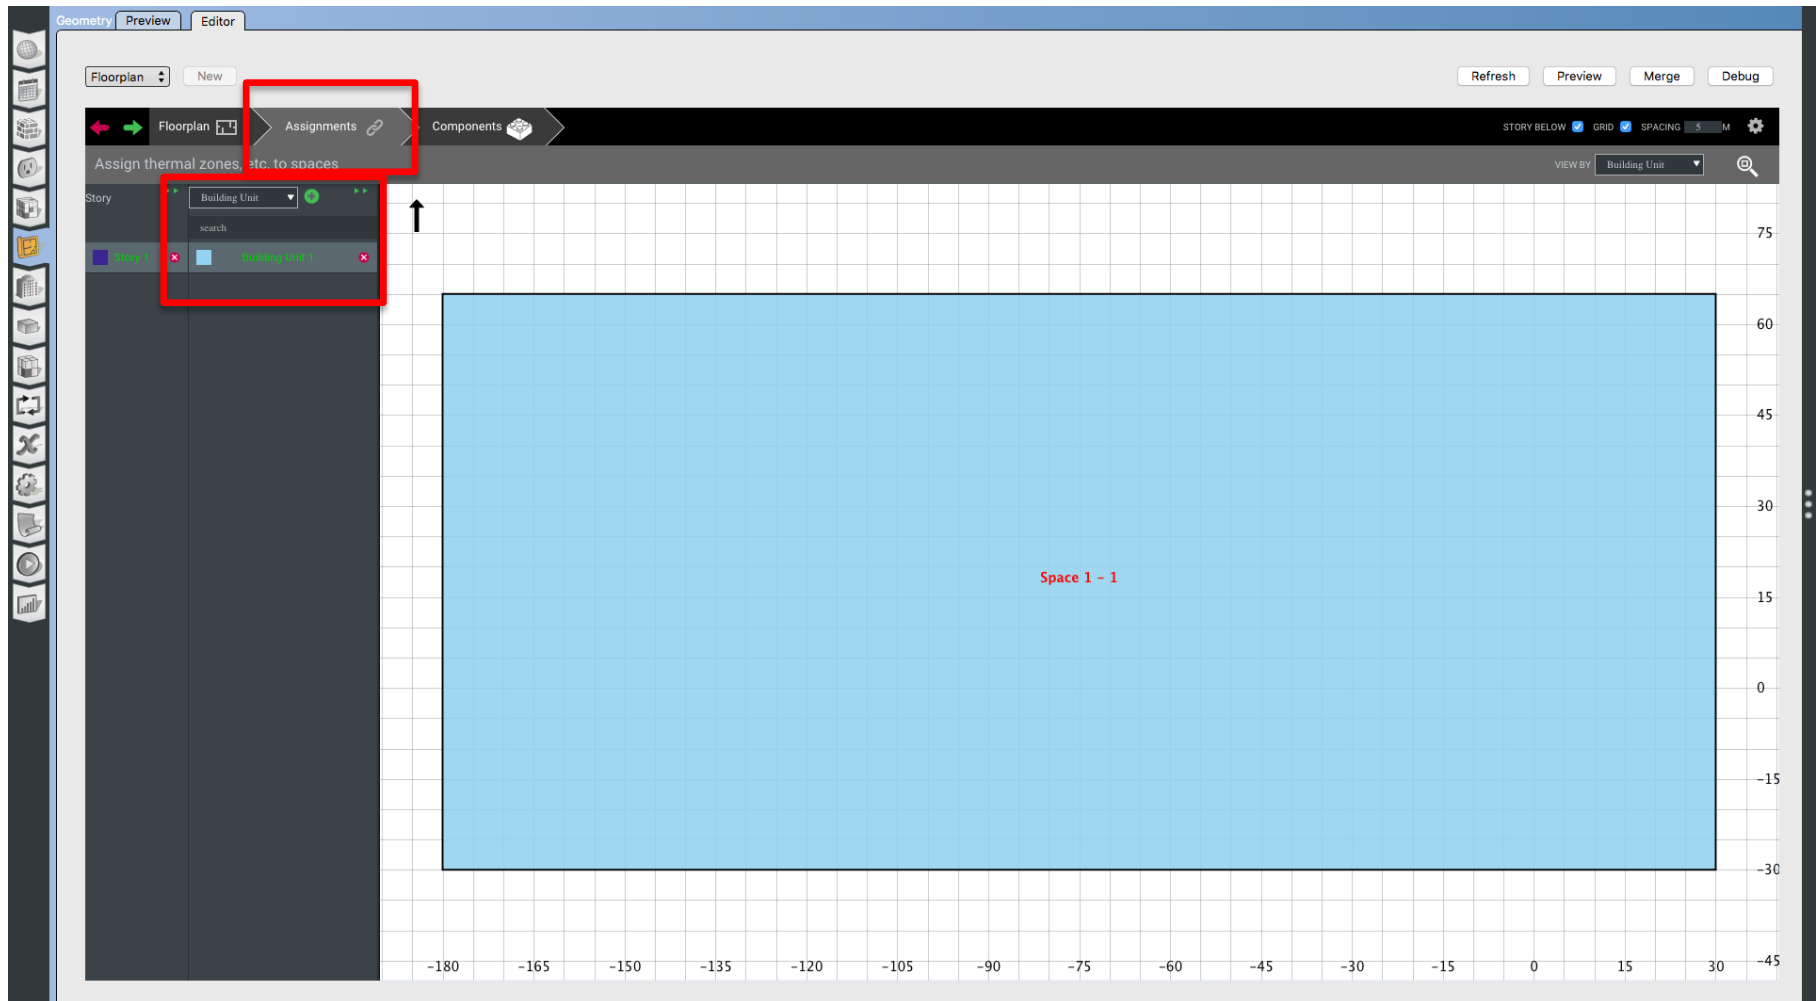 Geometry Preview Editor
Floorplan New Refresh Preview Merge Debug
Floorplan Assignments Components STORY BELOW GRID SPACING 5 M
Assign thermal zones, etc. to spaces VIEW BY Building Unit
Story Building Unit
search
Story 1 Building Unit 1
75
60
45
30
Space 1 - 1
15
0
-15
-30
-180 -165 -150 -135 -120 -105 -90 -75 -60 -45 -30 -15 0 15 30 -45